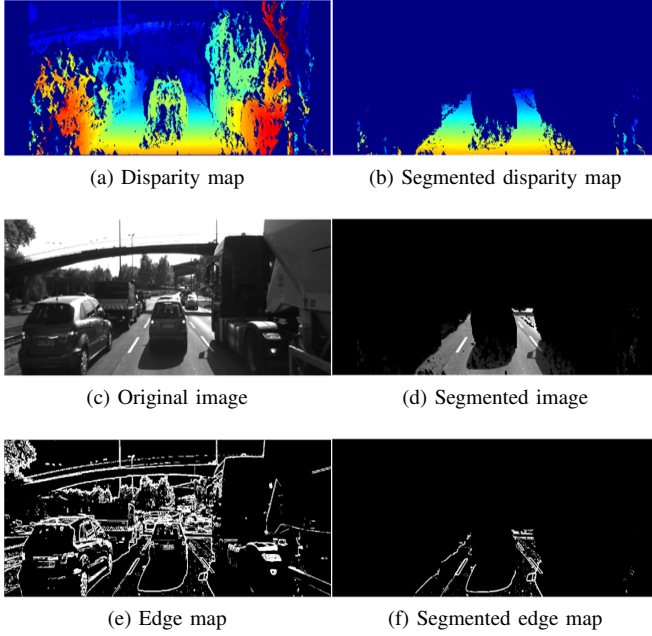 (a) Disparity map
(b) Segmented disparity map
(c) Original image
(d) Segmented image
(e) Edge map
(f) Segmented edge map